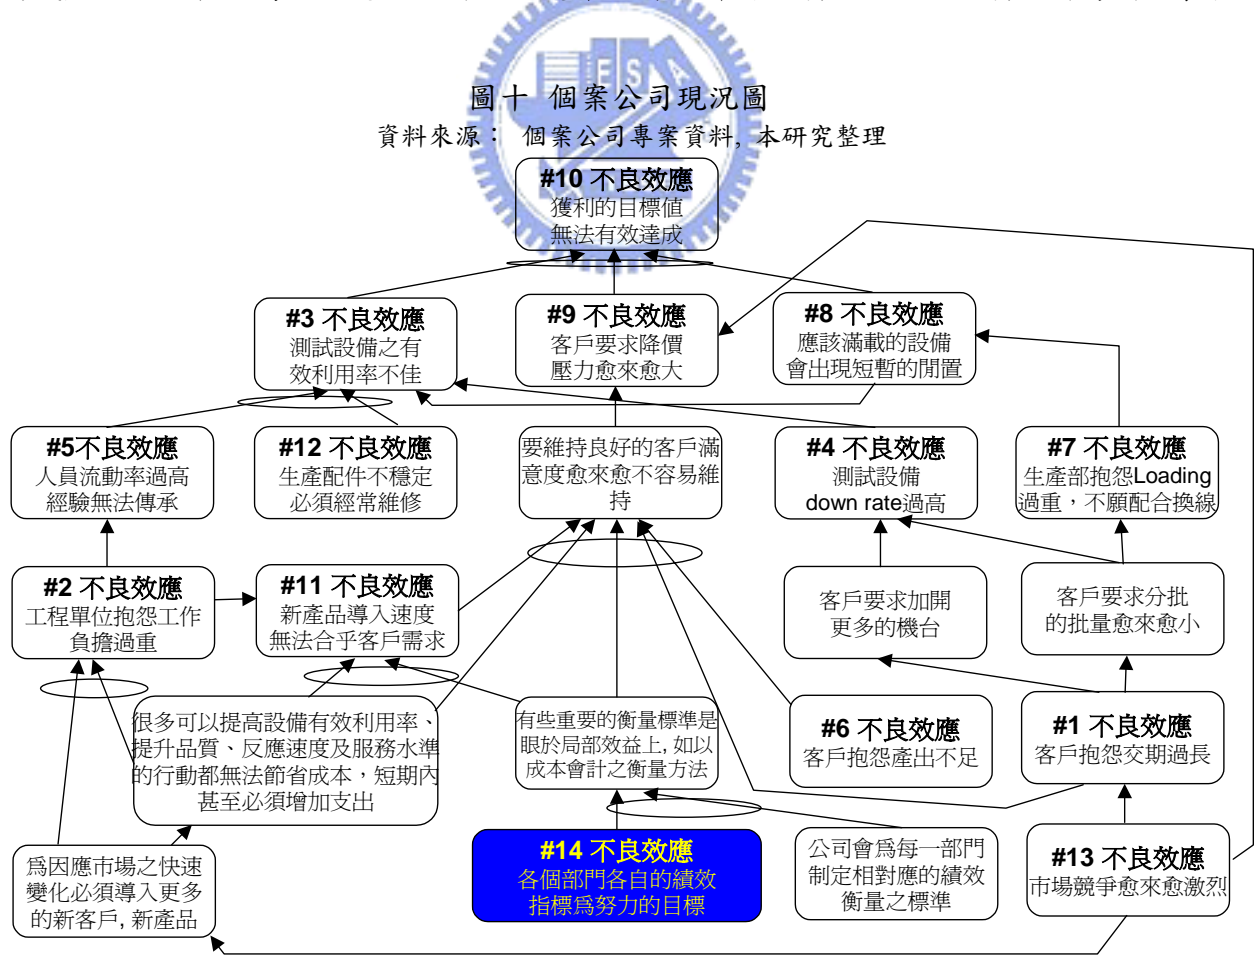 E S A
圖十 個案公司現況圖
資料來源： 個案公司專案資料, 本研究整理
#10 不良效應
獲利的目標值
無法有效達成
#3 不良效應
測試設備之有
效利用率不佳
#9 不良效應
客戶要求降價
壓力愈來愈大
#8 不良效應
應該滿載的設備
會出現短暫的閒置
#5不良效應
人員流動率過高
經驗無法傳承
#12 不良效應
生產配件不穩定
必須經常維修
要維持良好的客戶滿
意度愈來愈不容易維
持
#4 不良效應
測試設備
down rate過高
#7 不良效應
生產部抱怨Loading
過重，不願配合換線
#2 不良效應
工程單位抱怨工作
負擔過重
#11 不良效應
新產品導入速度
無法合乎客戶需求
客戶要求加開
更多的機台
客戶要求分批
的批量愈來愈小
很多可以提高設備有效利用率、
提升品質、反應速度及服務水準
的行動都無法節省成本，短期內
甚至必須增加支出
有些重要的衡量標準是
眼於局部效益上, 如以
成本會計之衡量方法
#6 不良效應
客戶抱怨產出不足
#1 不良效應
客戶抱怨交期過長
為因應市場之快速
變化必須導入更多
的新客戶, 新產品
#14 不良效應
各個部門各自的績效
指標為努力的目標
公司會為每一部門
制定相對應的績效
衡量之標準
#13 不良效應
市場競爭愈來愈激烈